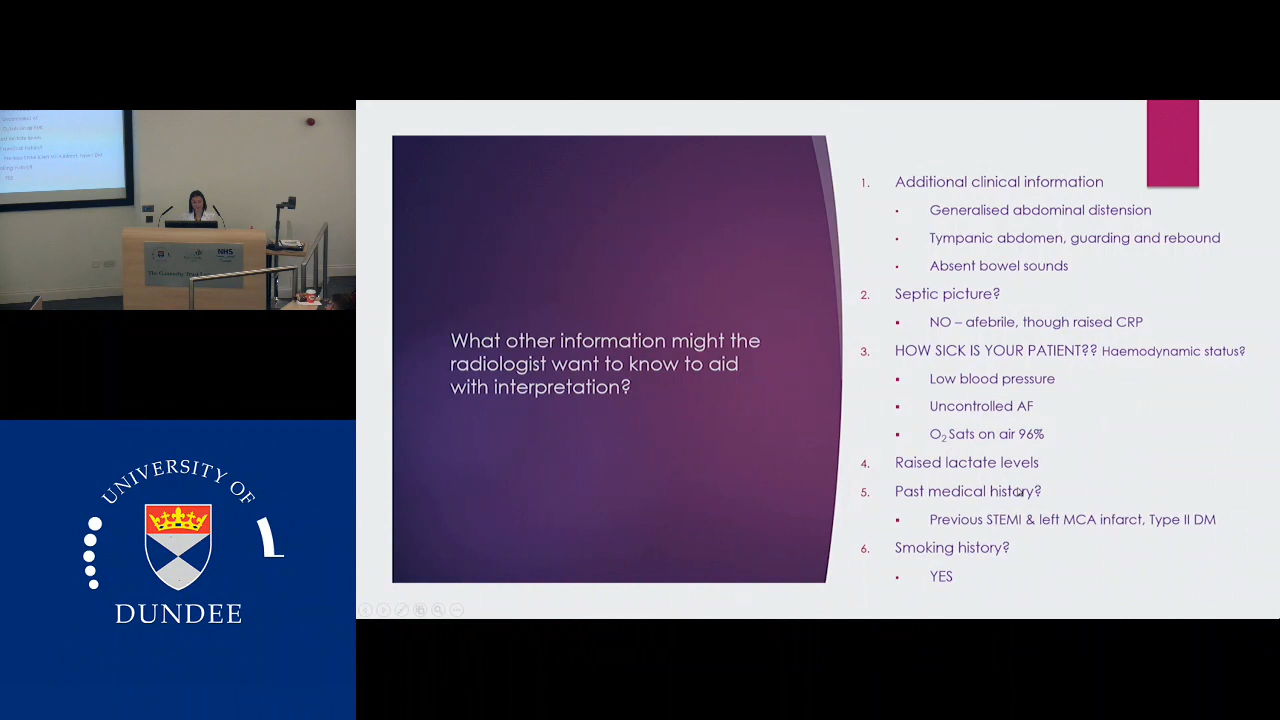 What other information might the
radiologist want to know to aid
with interpretation?
1. Additional clinical information
• Generalised abdominal distension
• Tympanic abdomen, guarding and rebound
• Absent bowel sounds
2. Septic picture?
▪ NO – afebrile, though raised CRP
3. HOW SICK IS YOUR PATIENT?? Haemodynamic status?
▪ Low blood pressure
▪ Uncontrolled AF
▪ O₂ Sats on air 96%
4. Raised lactate levels
5. Past medical history?
▪ Previous STEMI & left MCA infarct, Type II DM
6. Smoking history?
• YES
NHS
UNIVERSITY OF
DUNDEE